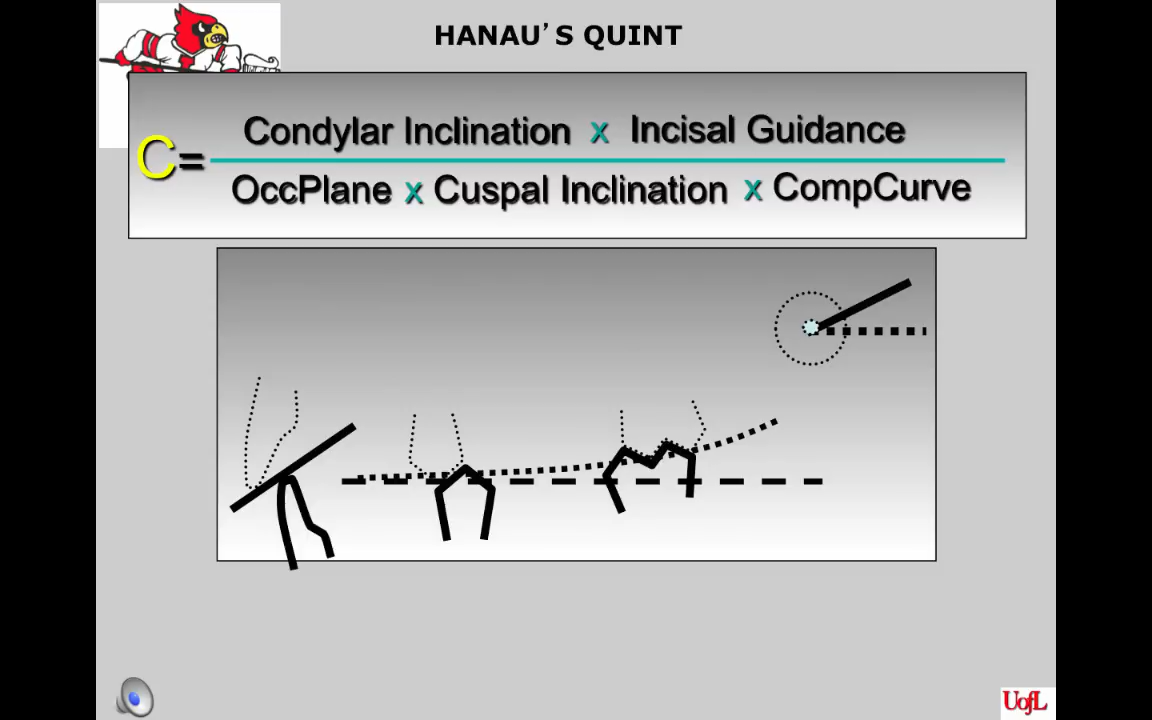 HANAU'S QUINT
Condylar Inclination x Incisal Guidance
C=
OccPlane x Cuspal Inclination x CompCurve
UofL